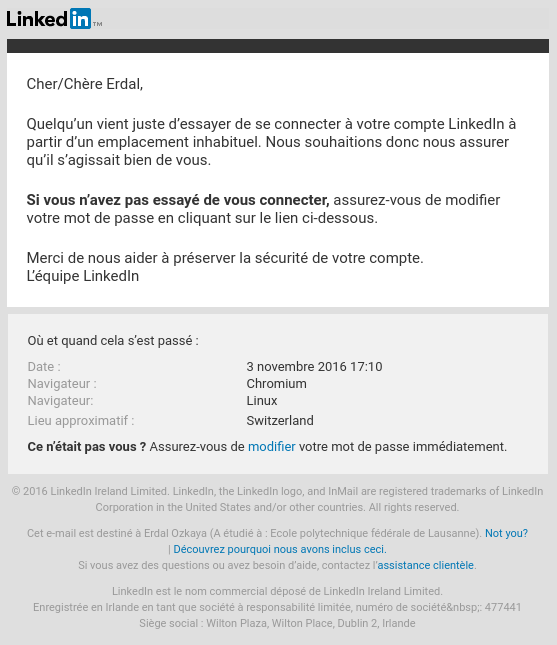 Linked in ™
Cher/Chère Erdal,
Quelqu’un vient juste d’essayer de se connecter à votre compte LinkedIn à
partir d’un emplacement inhabituel. Nous souhaitions donc nous assurer
qu’il s’agissait bien de vous.
Si vous n’avez pas essayé de vous connecter, assurez-vous de modifier
votre mot de passe en cliquant sur le lien ci-dessous.
Merci de nous aider à préserver la sécurité de votre compte.
L’équipe LinkedIn
Où et quand cela s’est passé :
Date : 3 novembre 2016 17:10
Navigateur : Chromium
Navigateur: Linux
Lieu approximatif : Switzerland
Ce n’était pas vous ? Assurez-vous de modifier votre mot de passe immédiatement.
© 2016 LinkedIn Ireland Limited. LinkedIn, the LinkedIn logo, and InMail are registered trademarks of LinkedIn
Corporation in the United States and/or other countries. All rights reserved.
Cet e-mail est destiné à Erdal Ozkaya (A étudié à : Ecole polytechnique fédérale de Lausanne). Not you?
| Découvrez pourquoi nous avons inclus ceci.
Si vous avez des questions ou avez besoin d’aide, contactez l’assistance clientèle.
LinkedIn est le nom commercial déposé de LinkedIn Ireland Limited.
Enregistrée en Irlande en tant que société à responsabilité limitée, numéro de société&nbsp;: 477441
Siège social : Wilton Plaza, Wilton Place, Dublin 2, Irlande